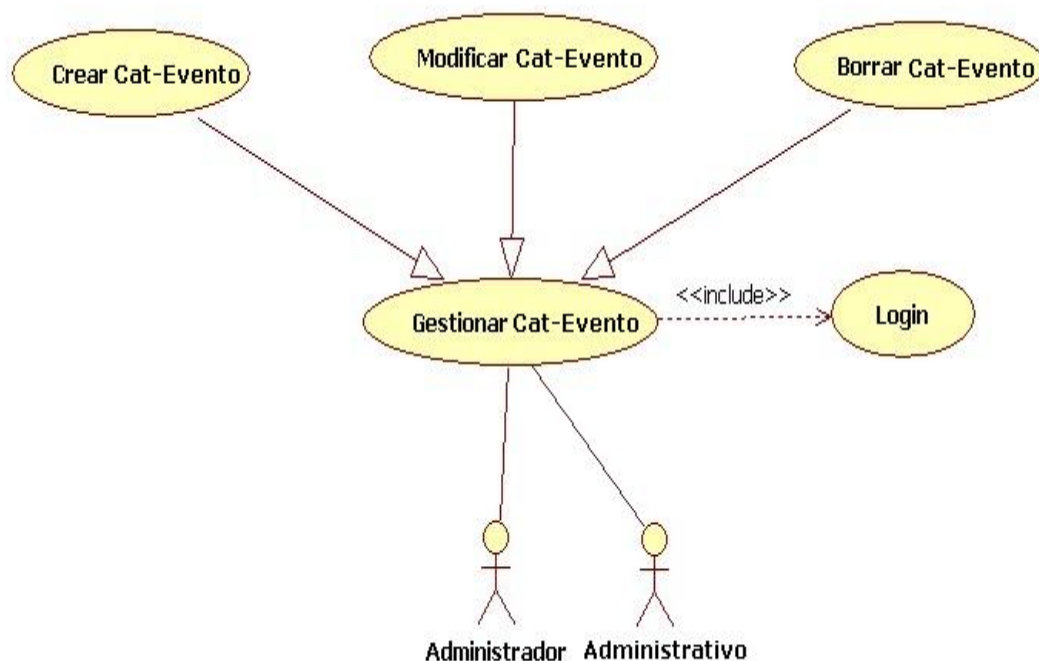 Crear Cat-Evento
Modificar Cat-Evento
Borrar Cat-Evento
Gestionar Cat-Evento
<<include>>
Login
Administrador
Administrativo